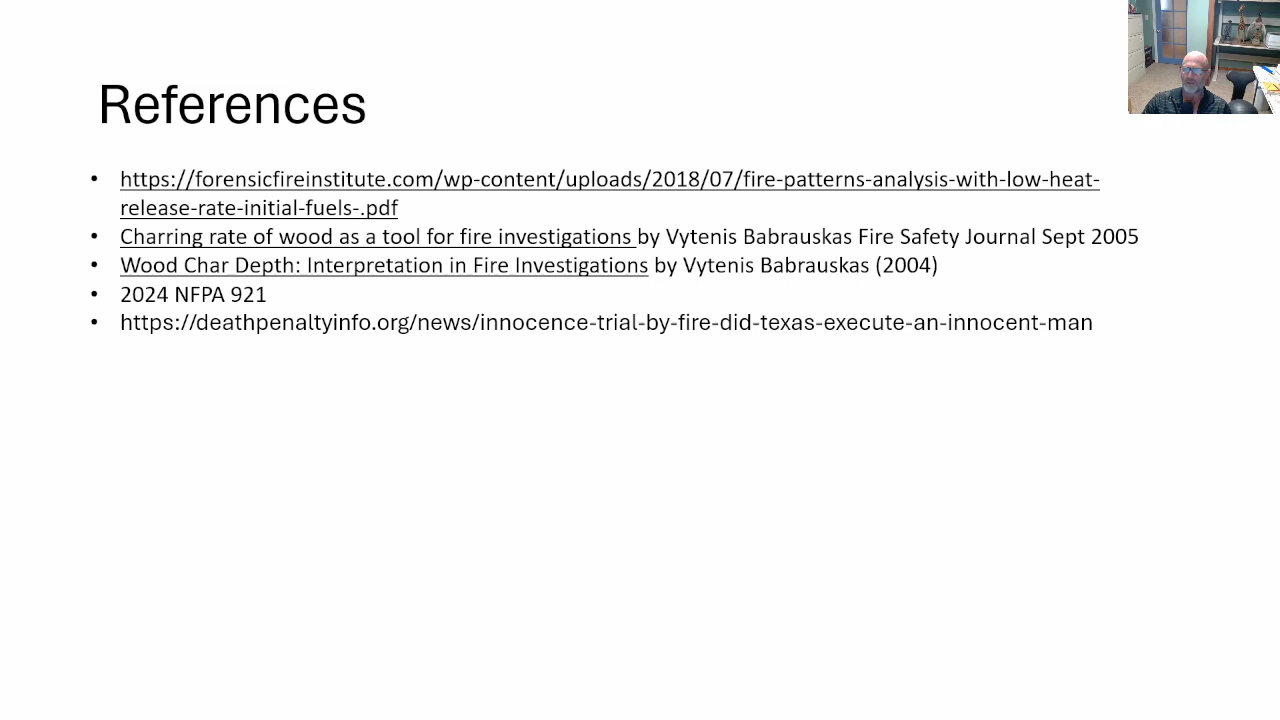 References
• https://forensicfireinstitute.com/wp-content/uploads/2018/07/fire-patterns-analysis-with-low-heat-
release-rate-initial-fuels-.pdf
• Charring rate of wood as a tool for fire investigations by Vytenis Babrauskas Fire Safety Journal Sept 2005
• Wood Char Depth: Interpretation in Fire Investigations by Vytenis Babrauskas (2004)
• 2024 NFPA 921
• https://deathpenaltyinfo.org/news/innocence-trial-by-fire-did-texas-execute-an-innocent-man